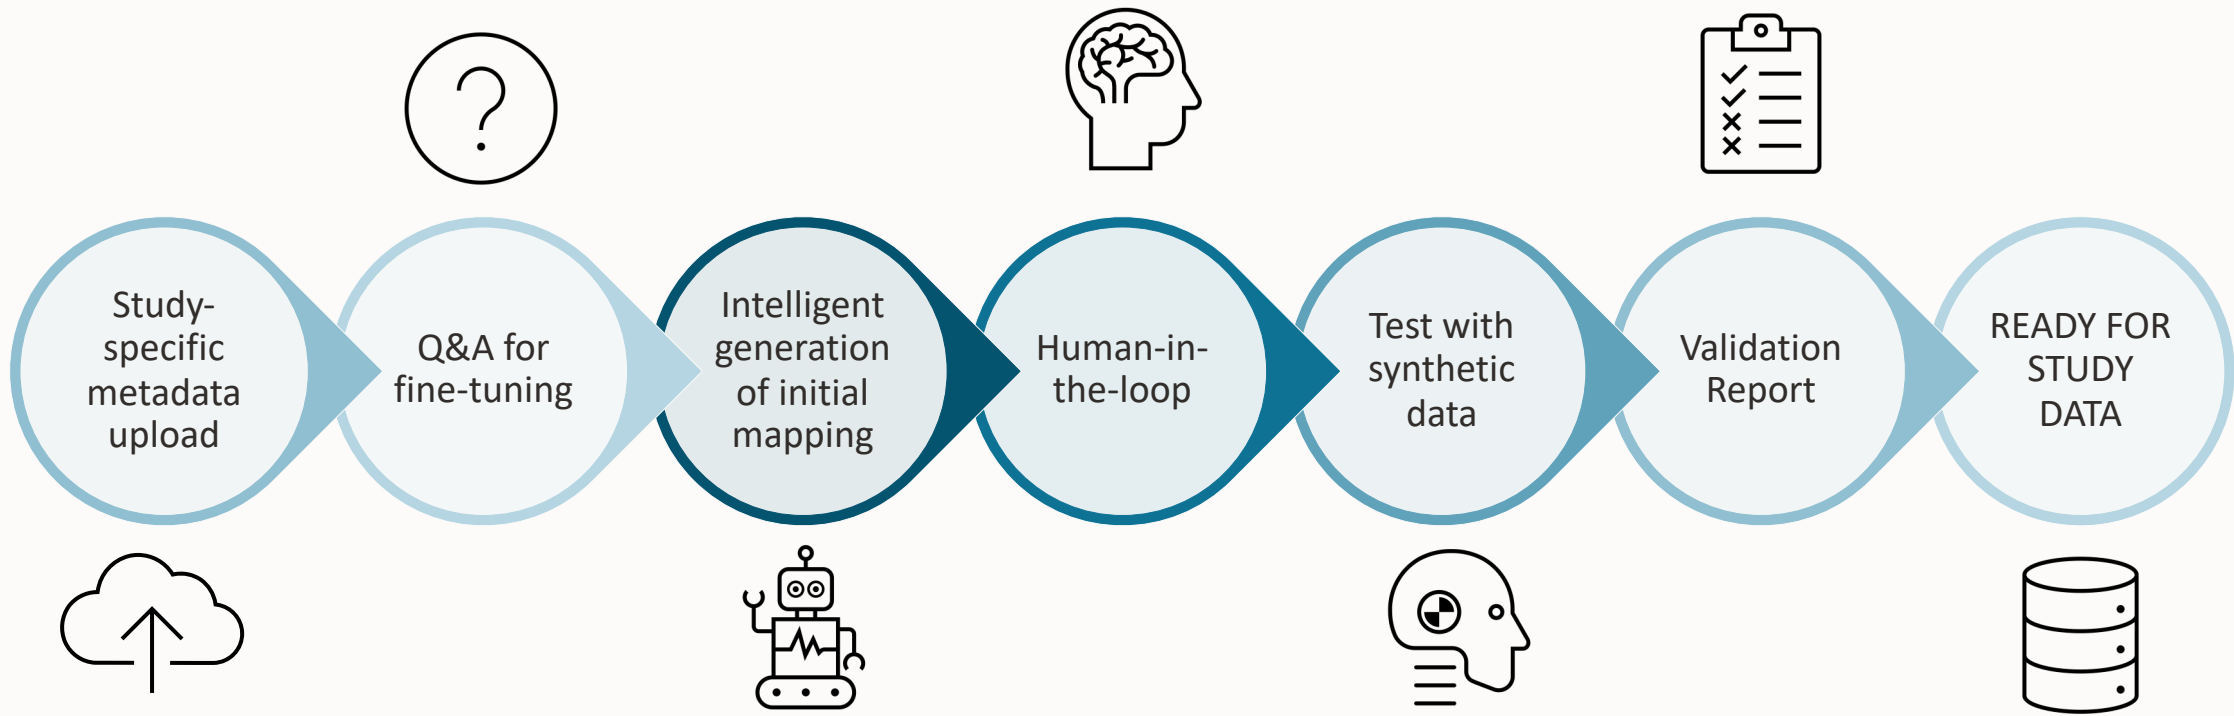 Study-
specific
metadata
upload
Q&A for
fine-tuning
Intelligent
generation
of initial
mapping
Human-in-
the-loop
Test with
synthetic
data
Validation
Report
READY FOR
STUDY
DATA